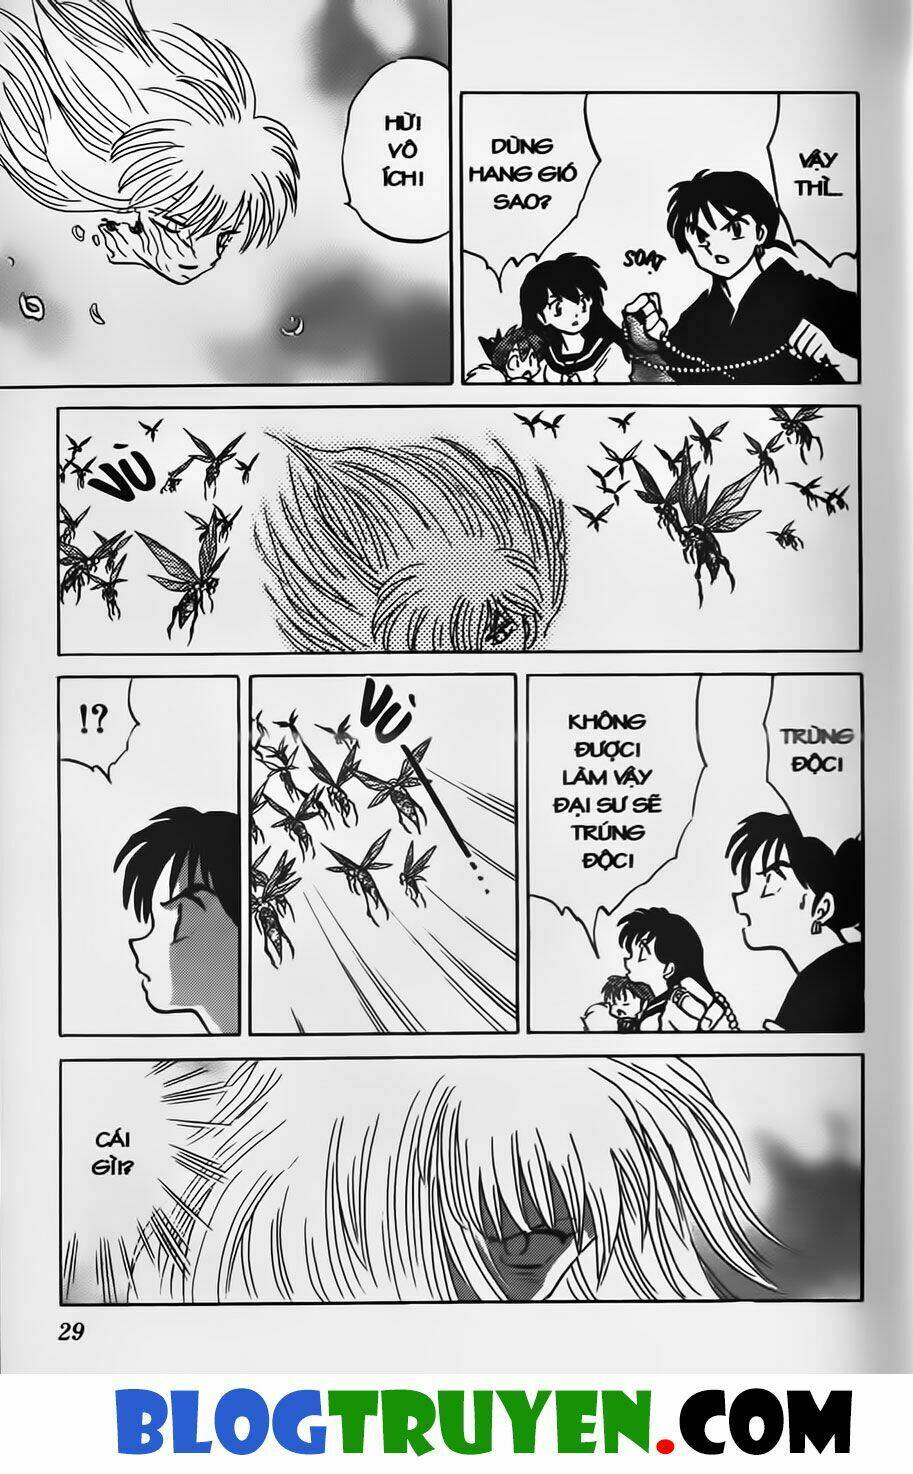 VẬY
THÌ...
DÙNG
HANG GIÓ
SAO?
SOẠT
HỪ!
VÔ
ÍCH!
VÙ
TRÙNG
ĐỘC!
KHÔNG
ĐƯỢC!
LÀM VẬY
ĐẠI SƯ SẼ
TRÚNG
ĐỘC!
VÙ...
!?
CÁI
GÌ!?
29
BLOGTRUYEN.COM